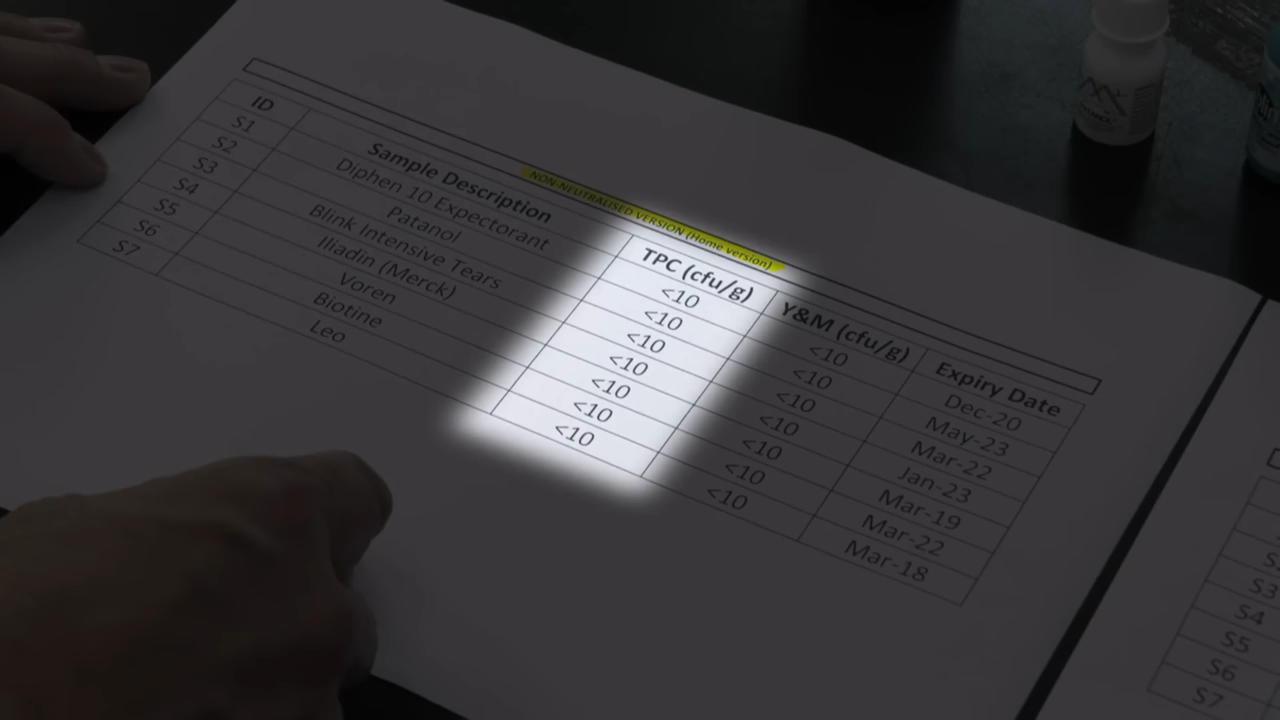 NON-NEUTRALISED VERSION (Home version)
ID Sample Description TPC (cfu/g) Y&M (cfu/g) Expiry Date
S1 Diphen 10 Expectorant <10 <10 Dec-20
S2 Patanol <10 <10 May-23
S3 Blink Intensive Tears <10 <10 Mar-22
S4 Iliadin (Merck) <10 <10 Jan-23
S5 Voren <10 <10 Mar-19
S6 Biotine <10 <10 Mar-22
S7 Leo <10 <10 Mar-18
S3
S4
S5
S6
S7